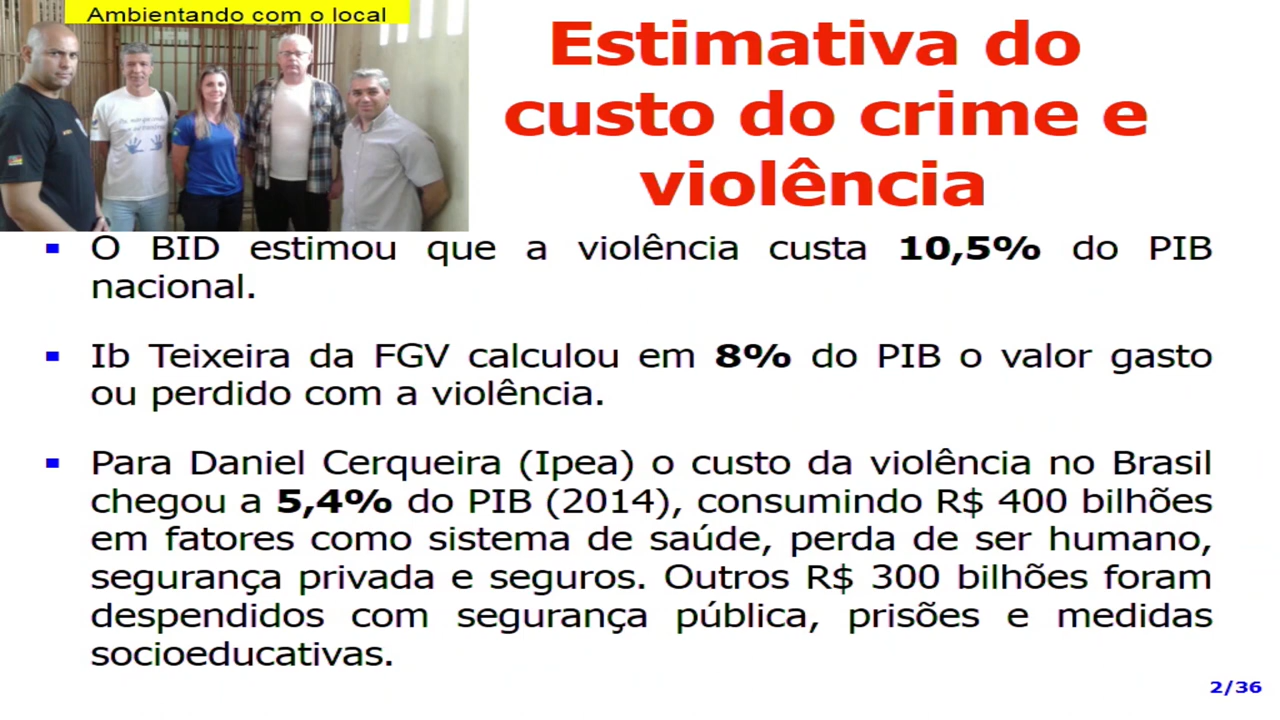 Ambientando com o local
Estimativa do
custo do crime e
violência
▪ O BID estimou que a violência custa 10,5% do PIB
nacional.
▪ Ib Teixeira da FGV calculou em 8% do PIB o valor gasto
ou perdido com a violência.
▪ Para Daniel Cerqueira (Ipea) o custo da violência no Brasil
chegou a 5,4% do PIB (2014), consumindo R$ 400 bilhões
em fatores como sistema de saúde, perda de ser humano,
segurança privada e seguros. Outros R$ 300 bilhões foram
despendidos com segurança pública, prisões e medidas
socioeducativas.
2/36